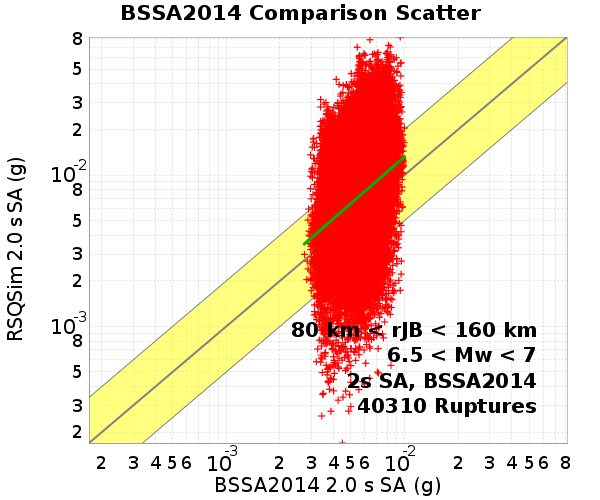 BSSA2014 Comparison Scatter
RSQSim 2.0 s SA (g)
8
5
3
2
10-2
8
5
3
2
10-3
8
5
3
2
80 km < rJB < 160 km
6.5 < Mw < 7
2s SA, BSSA2014
40310 Ruptures
2 3 4 5 6 10-3 2 3 4 5 6 10-2 2 3 4 5 6 8
BSSA2014 2.0 s SA (g)